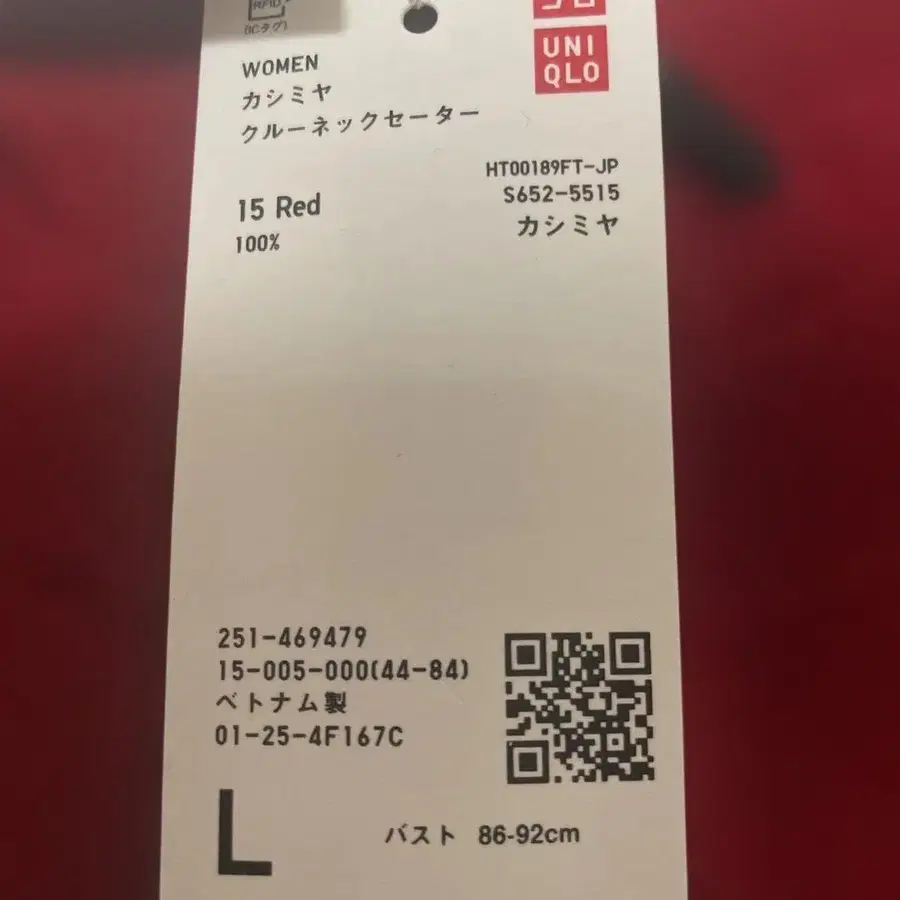 RFID
(ICタグ)
UNI
QLO
WOMEN
カシミヤ
クルーネックセーター
HT00189FT-JP
S652-5515
カシミヤ
15 Red
100%
251-469479
15-005-000(44-84)
ベトナム製
01-25-4F167C
L
バスト 86-92cm